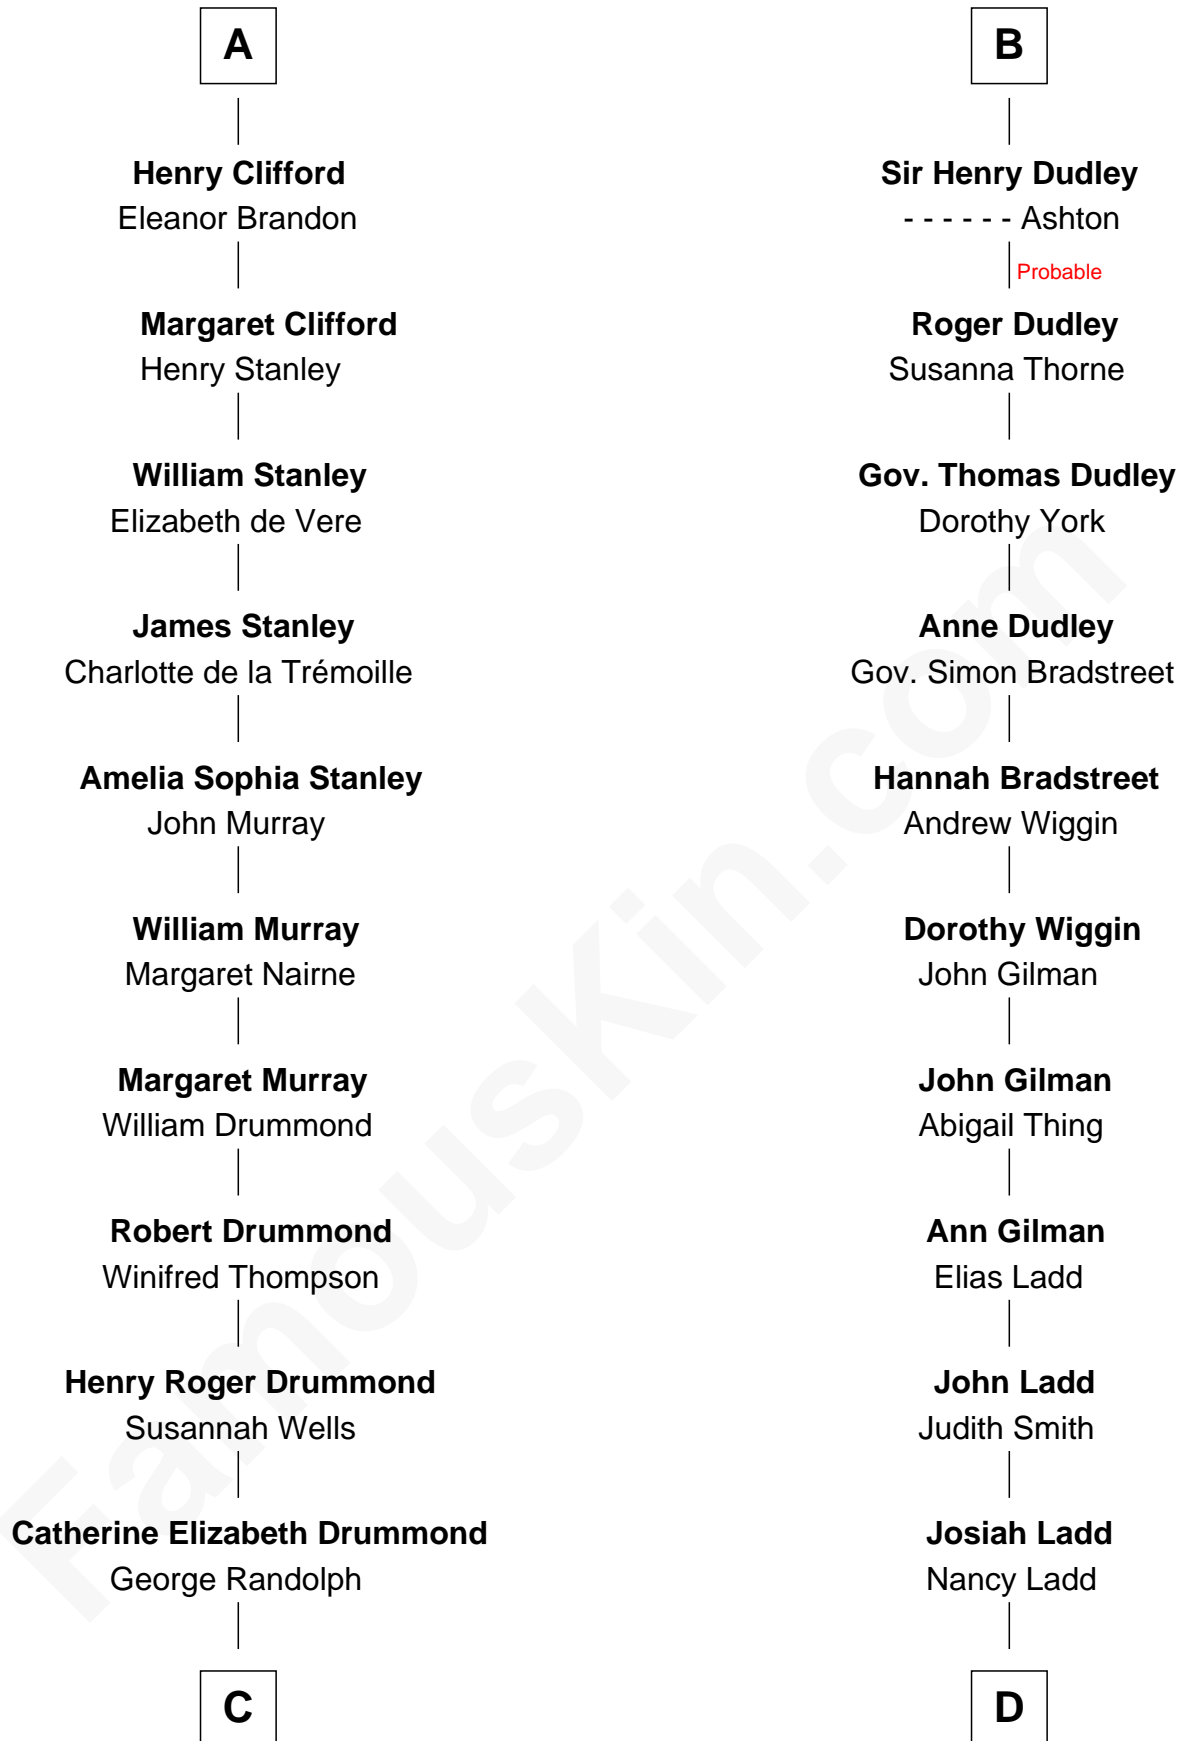 A
Henry Clifford
Eleanor Brandon
Margaret Clifford
Henry Stanley
William Stanley
Elizabeth de Vere
James Stanley
Charlotte de la Trémoille
Amelia Sophia Stanley
John Murray
William Murray
Margaret Nairne
Margaret Murray
William Drummond
Robert Drummond
Winifred Thompson
Henry Roger Drummond
Susannah Wells
Catherine Elizabeth Drummond
George Randolph
C
B
Sir Henry Dudley
- - - - - - Ashton
Probable
Roger Dudley
Susanna Thorne
Gov. Thomas Dudley
Dorothy York
Anne Dudley
Gov. Simon Bradstreet
Hannah Bradstreet
Andrew Wiggin
Dorothy Wiggin
John Gilman
John Gilman
Abigail Thing
Ann Gilman
Elias Ladd
John Ladd
Judith Smith
Josiah Ladd
Nancy Ladd
D
FamousKin.com